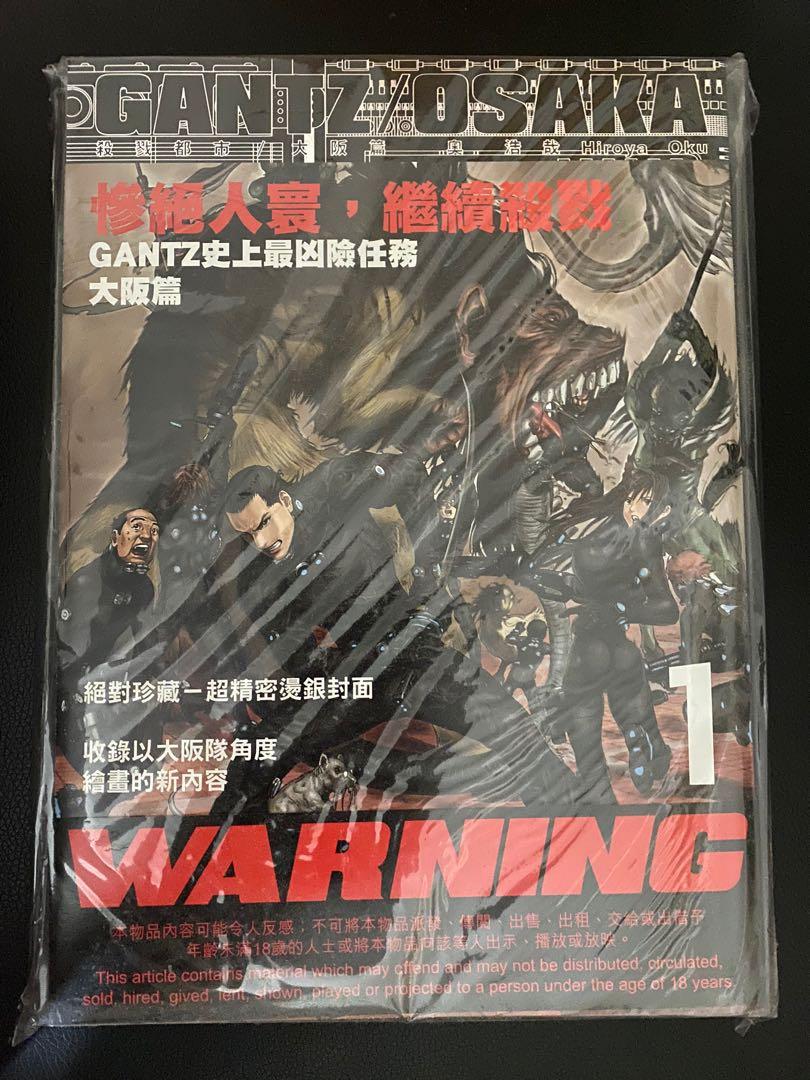 GANTZ/OSAKA
殺戮都市/大阪篇 奧浩哉 Hiroya Oku
慘絕人寰，繼續殺戮
GANTZ史上最凶險任務
大阪篇
絕對珍藏－超精密燙銀封面
收錄以大阪隊角度
繪畫的新內容
1
WARNING
本物品內容可能令人反感；不可將本物品派發、傳閱、出售、出租、交給或出借予
年齡未滿18歲的人士或將本物品向該等人出示、播放或放映。
This article contains material which may offend and may not be distributed, circulated,
sold, hired, gived, lent, shown, played or projected to a person under the age of 18 years.